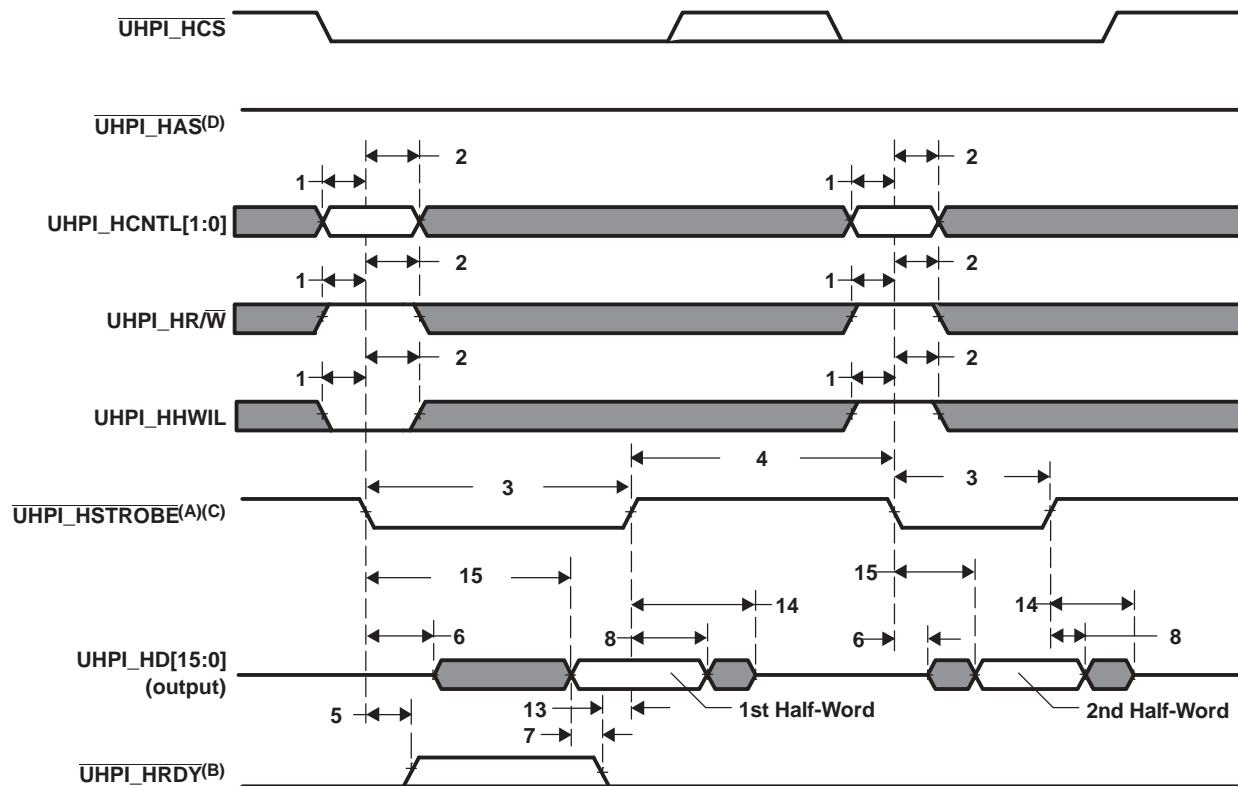 UHPI_HCS
UHPI_HAS(D)
2
2
1
1
UHPI_HCNTL[1:0]
2
2
1
1
UHPI_HR/W
2
2
1
1
UHPI_HHWIL
4
3
3
UHPI_HSTROBE(A)(C)
15
15
14
14
6
8
6
8
UHPI_HD[15:0]
(output)
5
13
1st Half-Word
2nd Half-Word
7
UHPI_HRDY(B)